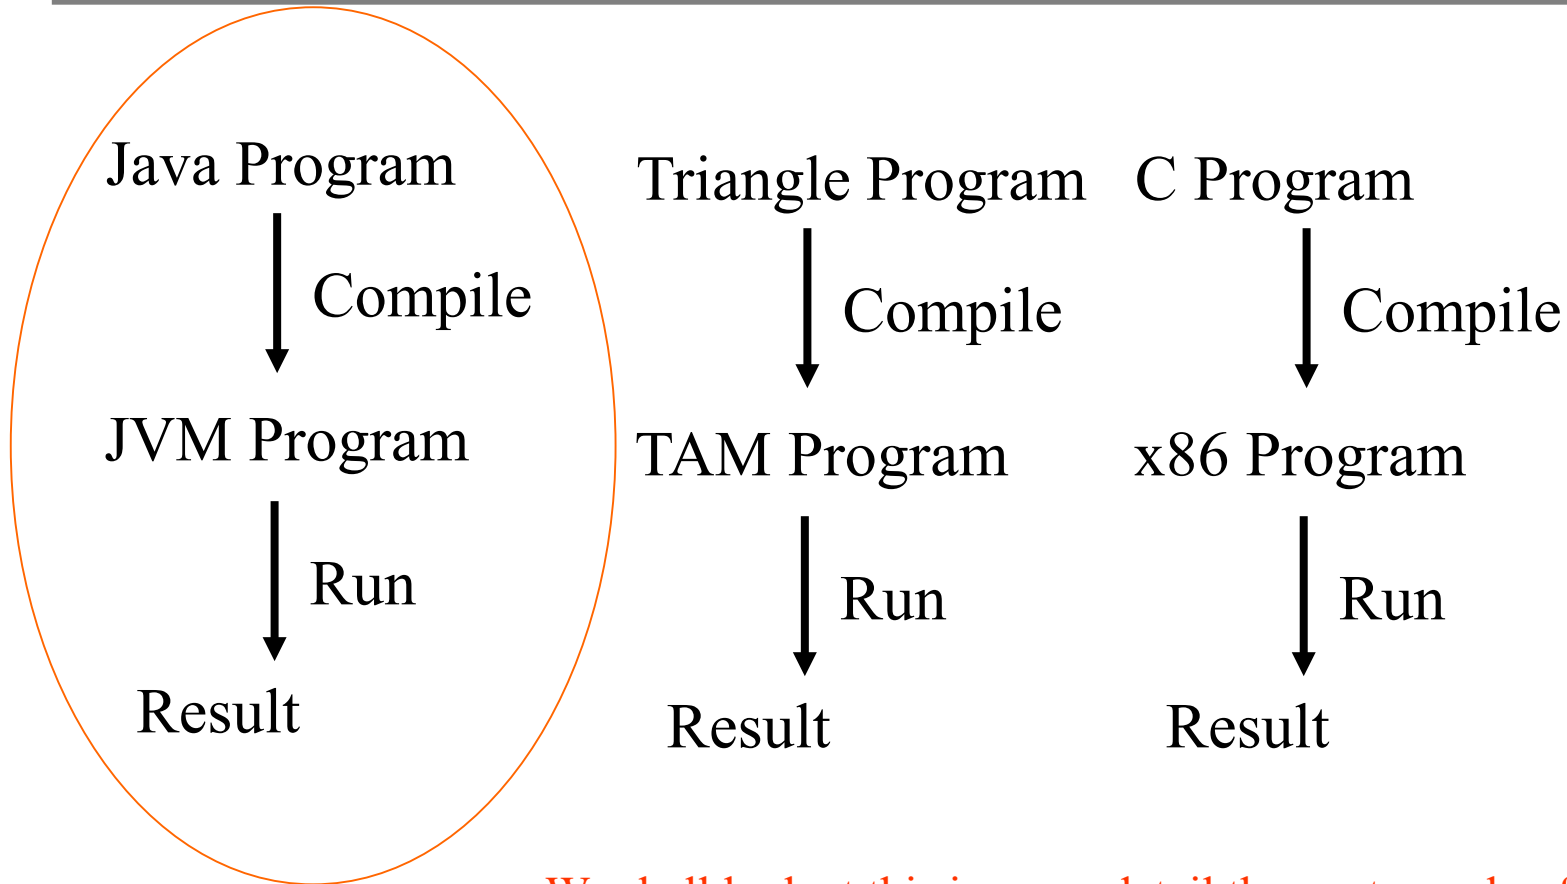 Java Program
Compile
JVM Program
Run
Result
Triangle Program
Compile
TAM Program
Run
Result
C Program
Compile
x86 Program
Run
Result